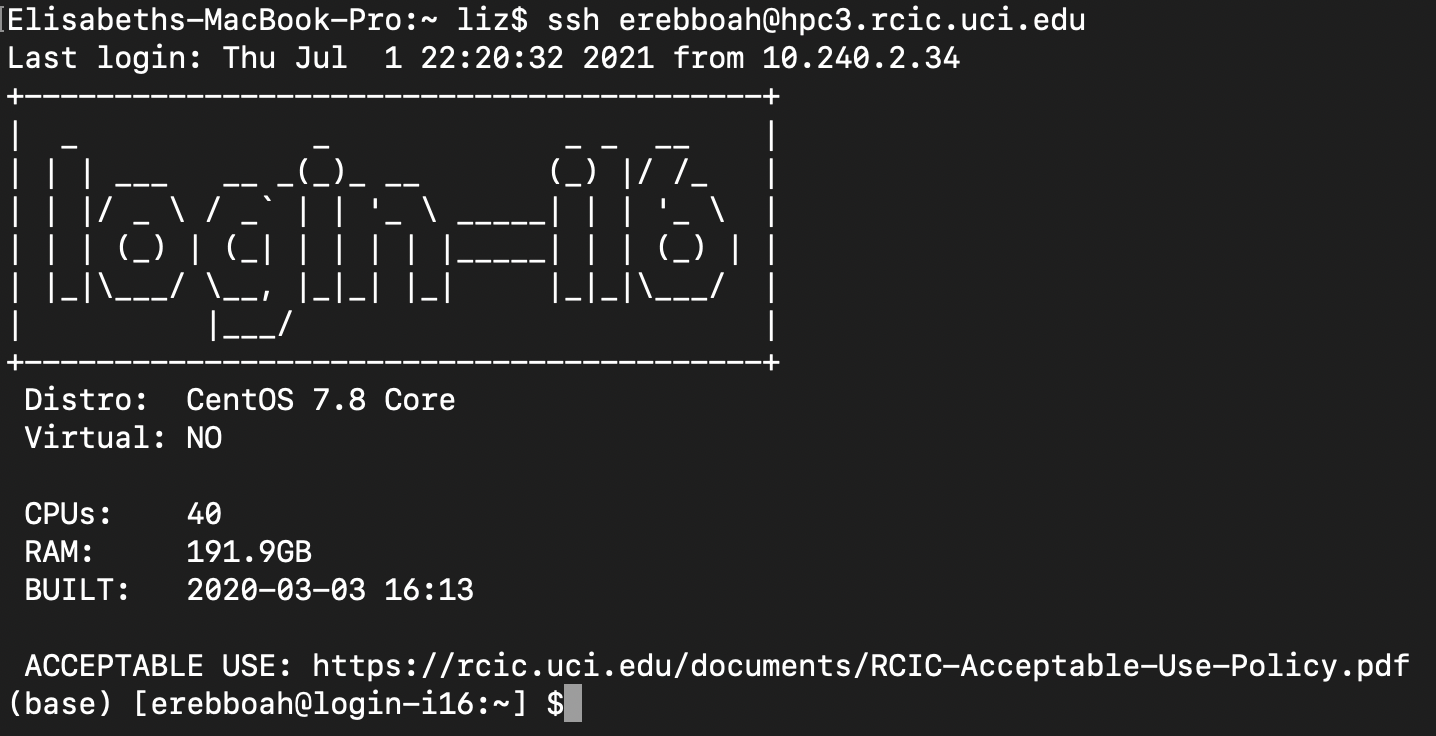 Elisabeths-MacBook-Pro:~ liz$ ssh erebboah@hpc3.rcic.uci.edu
Last login: Thu Jul  1 22:20:32 2021 from 10.240.2.34
+-----------------------------------------+
|  _             _             _ _  __    |
| | | ___   __ _(_)_ __       (_) |/ /_   |
| | |/ _ \ / _` | | '_ \ _____| | | '_ \  |
| | | (_) | (_| | | | | |_____| | | (_) | |
| |_|\___/ \__, |_|_| |_|     |_|_|\___/  |
|          |___/                          |
+-----------------------------------------+
 Distro:  CentOS 7.8 Core
 Virtual: NO
 CPUs:    40
 RAM:     191.9GB
 BUILT:   2020-03-03 16:13
 ACCEPTABLE USE: https://rcic.uci.edu/documents/RCIC-Acceptable-Use-Policy.pdf
(base) [erebboah@login-i16:~] $